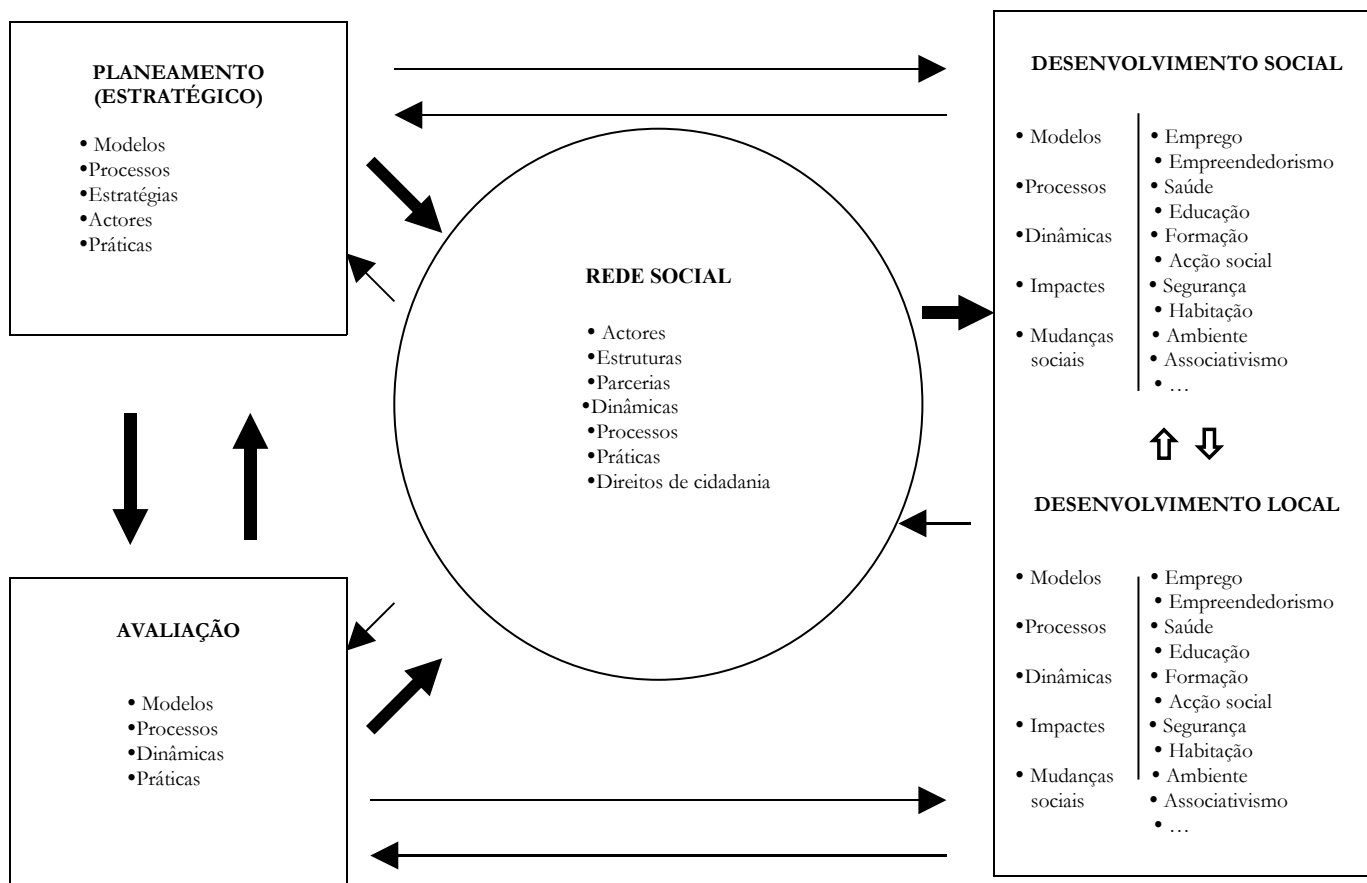 PLANEAMENTO
(ESTRATÉGICO)
• Modelos
•Processos
•Estratégias
•Actores
•Práticas
AVALIAÇÃO
• Modelos
•Processos
•Dinâmicas
•Práticas
REDE SOCIAL
• Actores
•Estruturas
•Parcerias
•Dinâmicas
•Processos
•Práticas
•Direitos de cidadania
DESENVOLVIMENTO SOCIAL
• Modelos
•Processos
•Dinâmicas
• Impactes
• Mudanças
sociais
• Emprego
• Empreendedorismo
• Saúde
• Educação
• Formação
• Acção social
• Segurança
• Habitação
• Ambiente
• Associativismo
• …
DESENVOLVIMENTO LOCAL
• Modelos
•Processos
•Dinâmicas
• Impactes
• Mudanças
sociais
• Emprego
• Empreendedorismo
• Saúde
• Educação
• Formação
• Acção social
• Segurança
• Habitação
• Ambiente
• Associativismo
• …